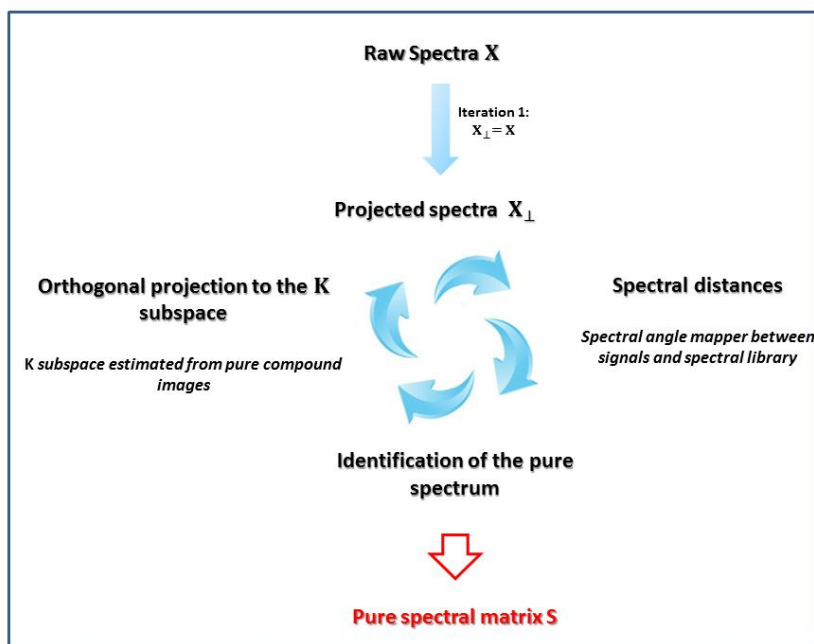 Raw Spectra X
Iteration 1:
X⊥= X
Projected spectra X⊥
Orthogonal projection to the K
subspace
K subspace estimated from pure compound
images
Spectral distances
Spectral angle mapper between
signals and spectral library
Identification of the pure
spectrum
Pure spectral matrix S